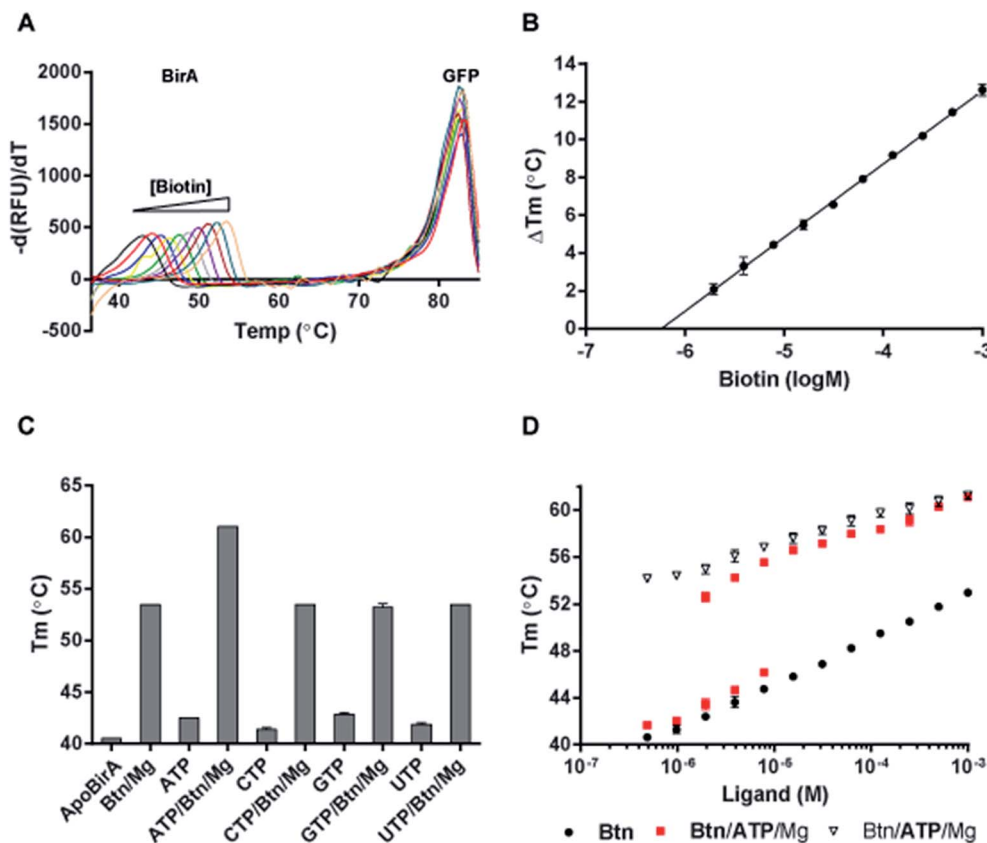 A
BirA
GFP
2000
1500
1000
500
0
-500
-d(RFU)/dT
[Biotin]
40
50
60
70
80
Temp (°C)
B
14
12
10
8
6
4
2
0
ΔTm (°C)
-7
-6
-5
-4
-3
Biotin (logM)
C
65
61
57
53
49
45
40
Tm (°C)
ApoBirA
Btn/Mg
ATP
ATP/Btn/Mg
CTP
CTP/Btn/Mg
GTP
GTP/Btn/Mg
UTP
UTP/Btn/Mg
D
60
56
52
48
44
40
Tm (°C)
10-7
10-6
10-5
10-4
10-3
Ligand (M)
Btn
Btn/ATP/Mg
Btn/ATP/Mg